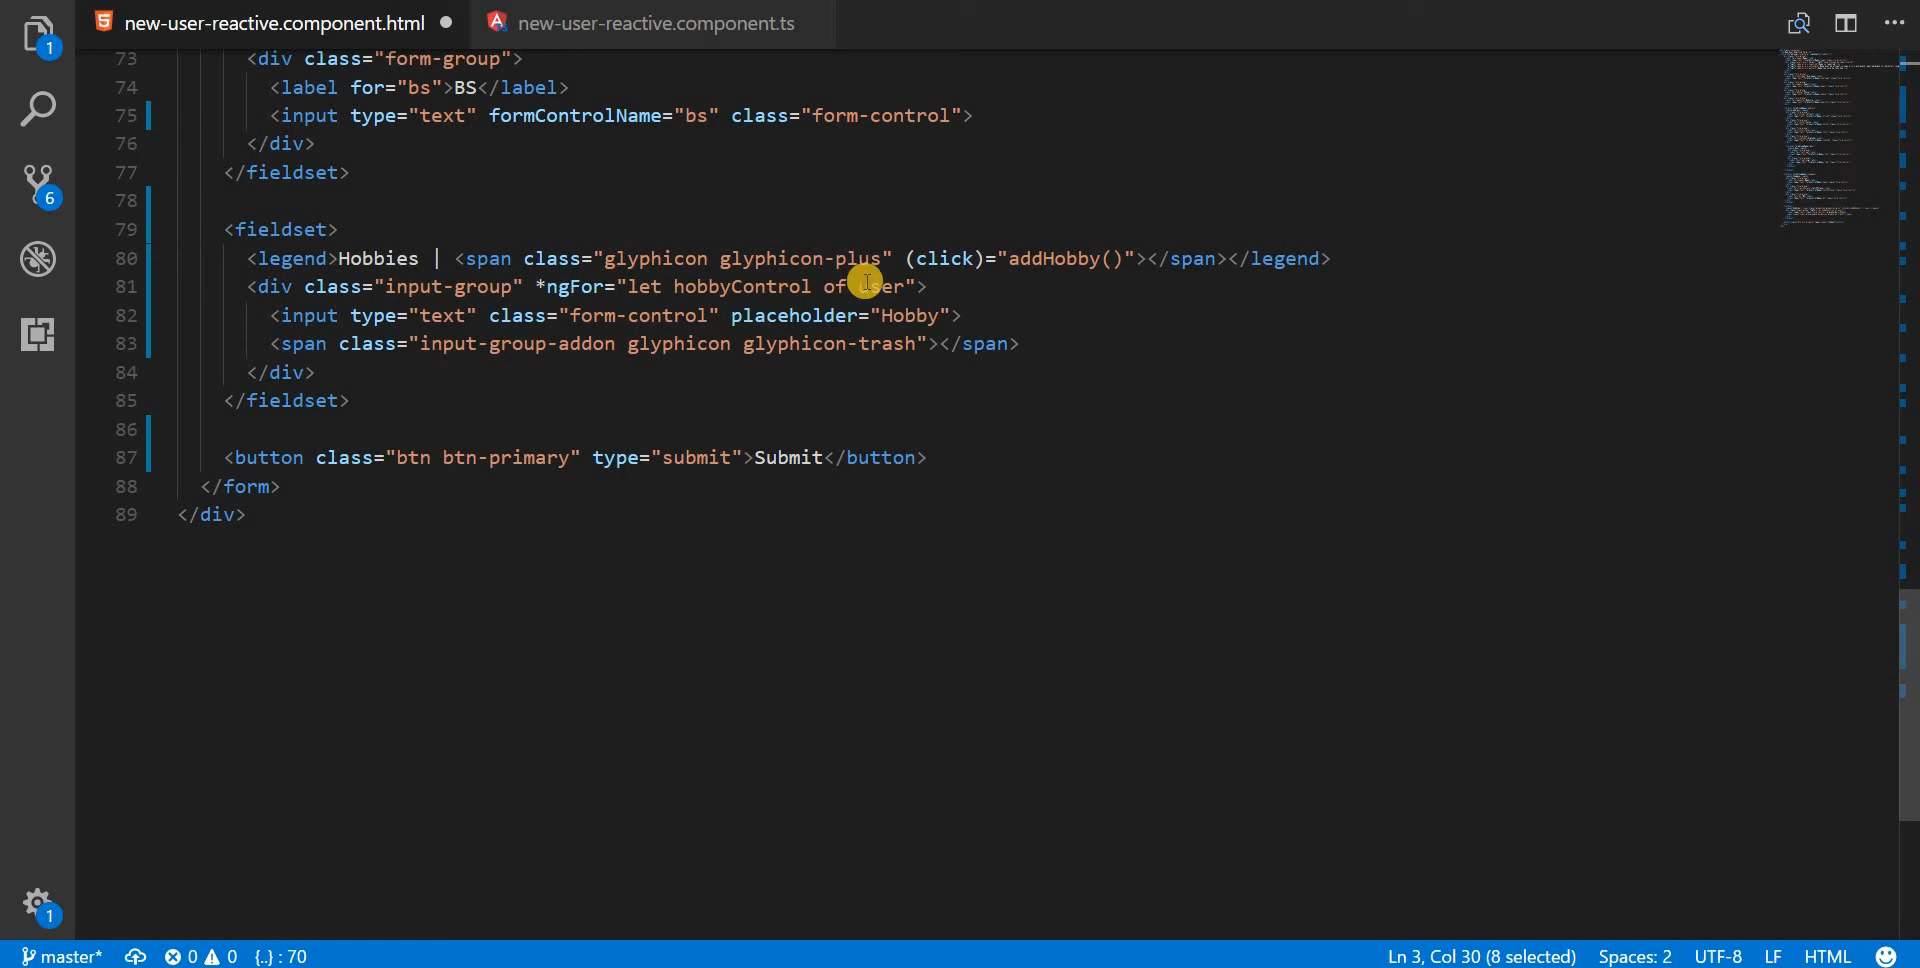 new-user-reactive.component.html
new-user-reactive.component.ts
73 <div class="form-group">
74 <label for="bs">BS</label>
75 <input type="text" formControlName="bs" class="form-control">
76 </div>
77 </fieldset>
78
79 <fieldset>
80 <legend>Hobbies | <span class="glyphicon glyphicon-plus" (click)="addHobby()"></span></legend>
81 <div class="input-group" *ngFor="let hobbyControl of user">
82 <input type="text" class="form-control" placeholder="Hobby">
83 <span class="input-group-addon glyphicon glyphicon-trash"></span>
84 </div>
85 </fieldset>
86
87 <button class="btn btn-primary" type="submit">Submit</button>
88 </form>
89 </div>
1
6
1
master* 0 0 {..} : 70 Ln 3, Col 30 (8 selected) Spaces: 2 UTF-8 LF HTML